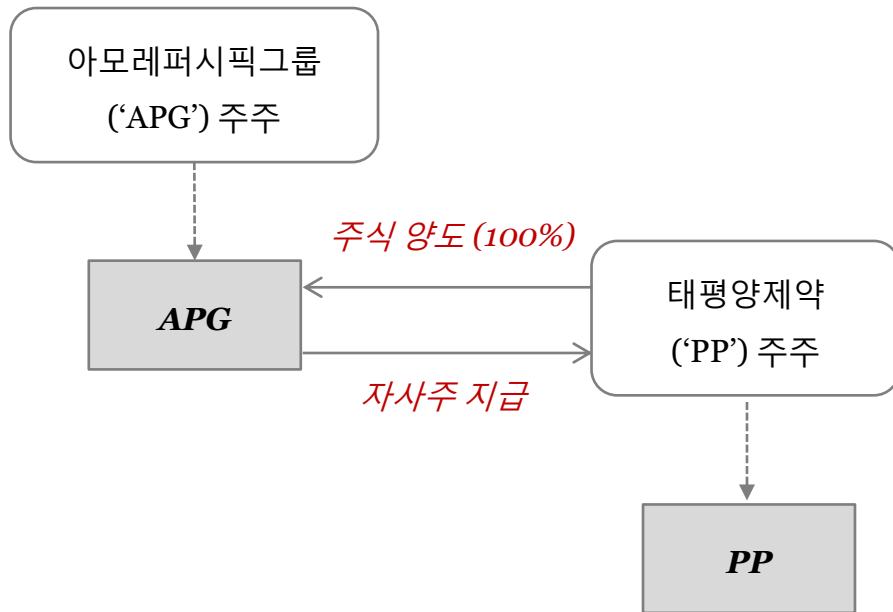 아모레퍼시픽그룹
(‘APG’) 주주
주식 양도 (100%)
APG
태평양제약
(‘PP’) 주주
자사주 지급
PP